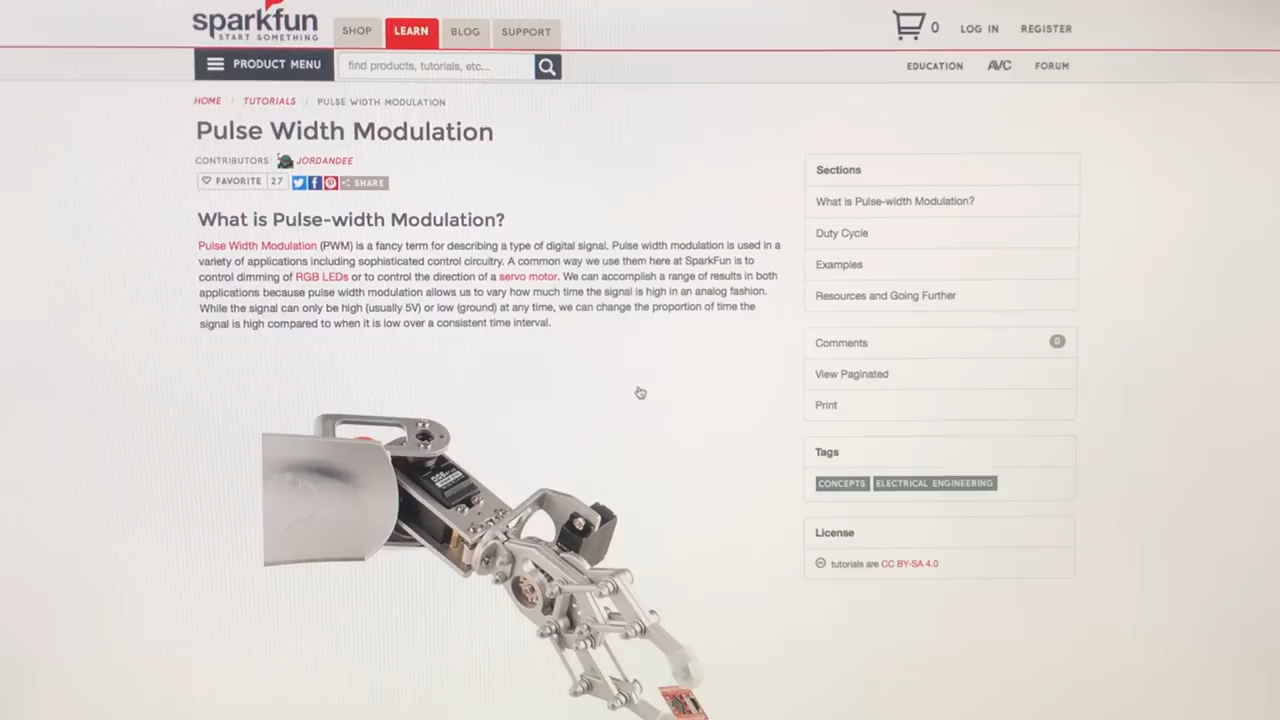 sparkfun
START SOMETHING
SHOP
LEARN
BLOG
SUPPORT
0
LOG IN
REGISTER
PRODUCT MENU
find products, tutorials, etc...
EDUCATION
AVC
FORUM
HOME / TUTORIALS / PULSE WIDTH MODULATION
Pulse Width Modulation
CONTRIBUTORS JORDANDEE
FAVORITE 27 SHARE
What is Pulse-width Modulation?
Pulse Width Modulation (PWM) is a fancy term for describing a type of digital signal. Pulse width modulation is used in a
variety of applications including sophisticated control circuitry. A common way we use them here at SparkFun is to
control dimming of RGB LEDs or to control the direction of a servo motor. We can accomplish a range of results in both
applications because pulse width modulation allows us to vary how much time the signal is high in an analog fashion.
While the signal can only be high (usually 5V) or low (ground) at any time, we can change the proportion of time the
signal is high compared to when it is low over a consistent time interval.
Sections
What is Pulse-width Modulation?
Duty Cycle
Examples
Resources and Going Further
Comments 0
View Paginated
Print
Tags
CONCEPTS ELECTRICAL ENGINEERING
License
tutorials are CC BY-SA 4.0